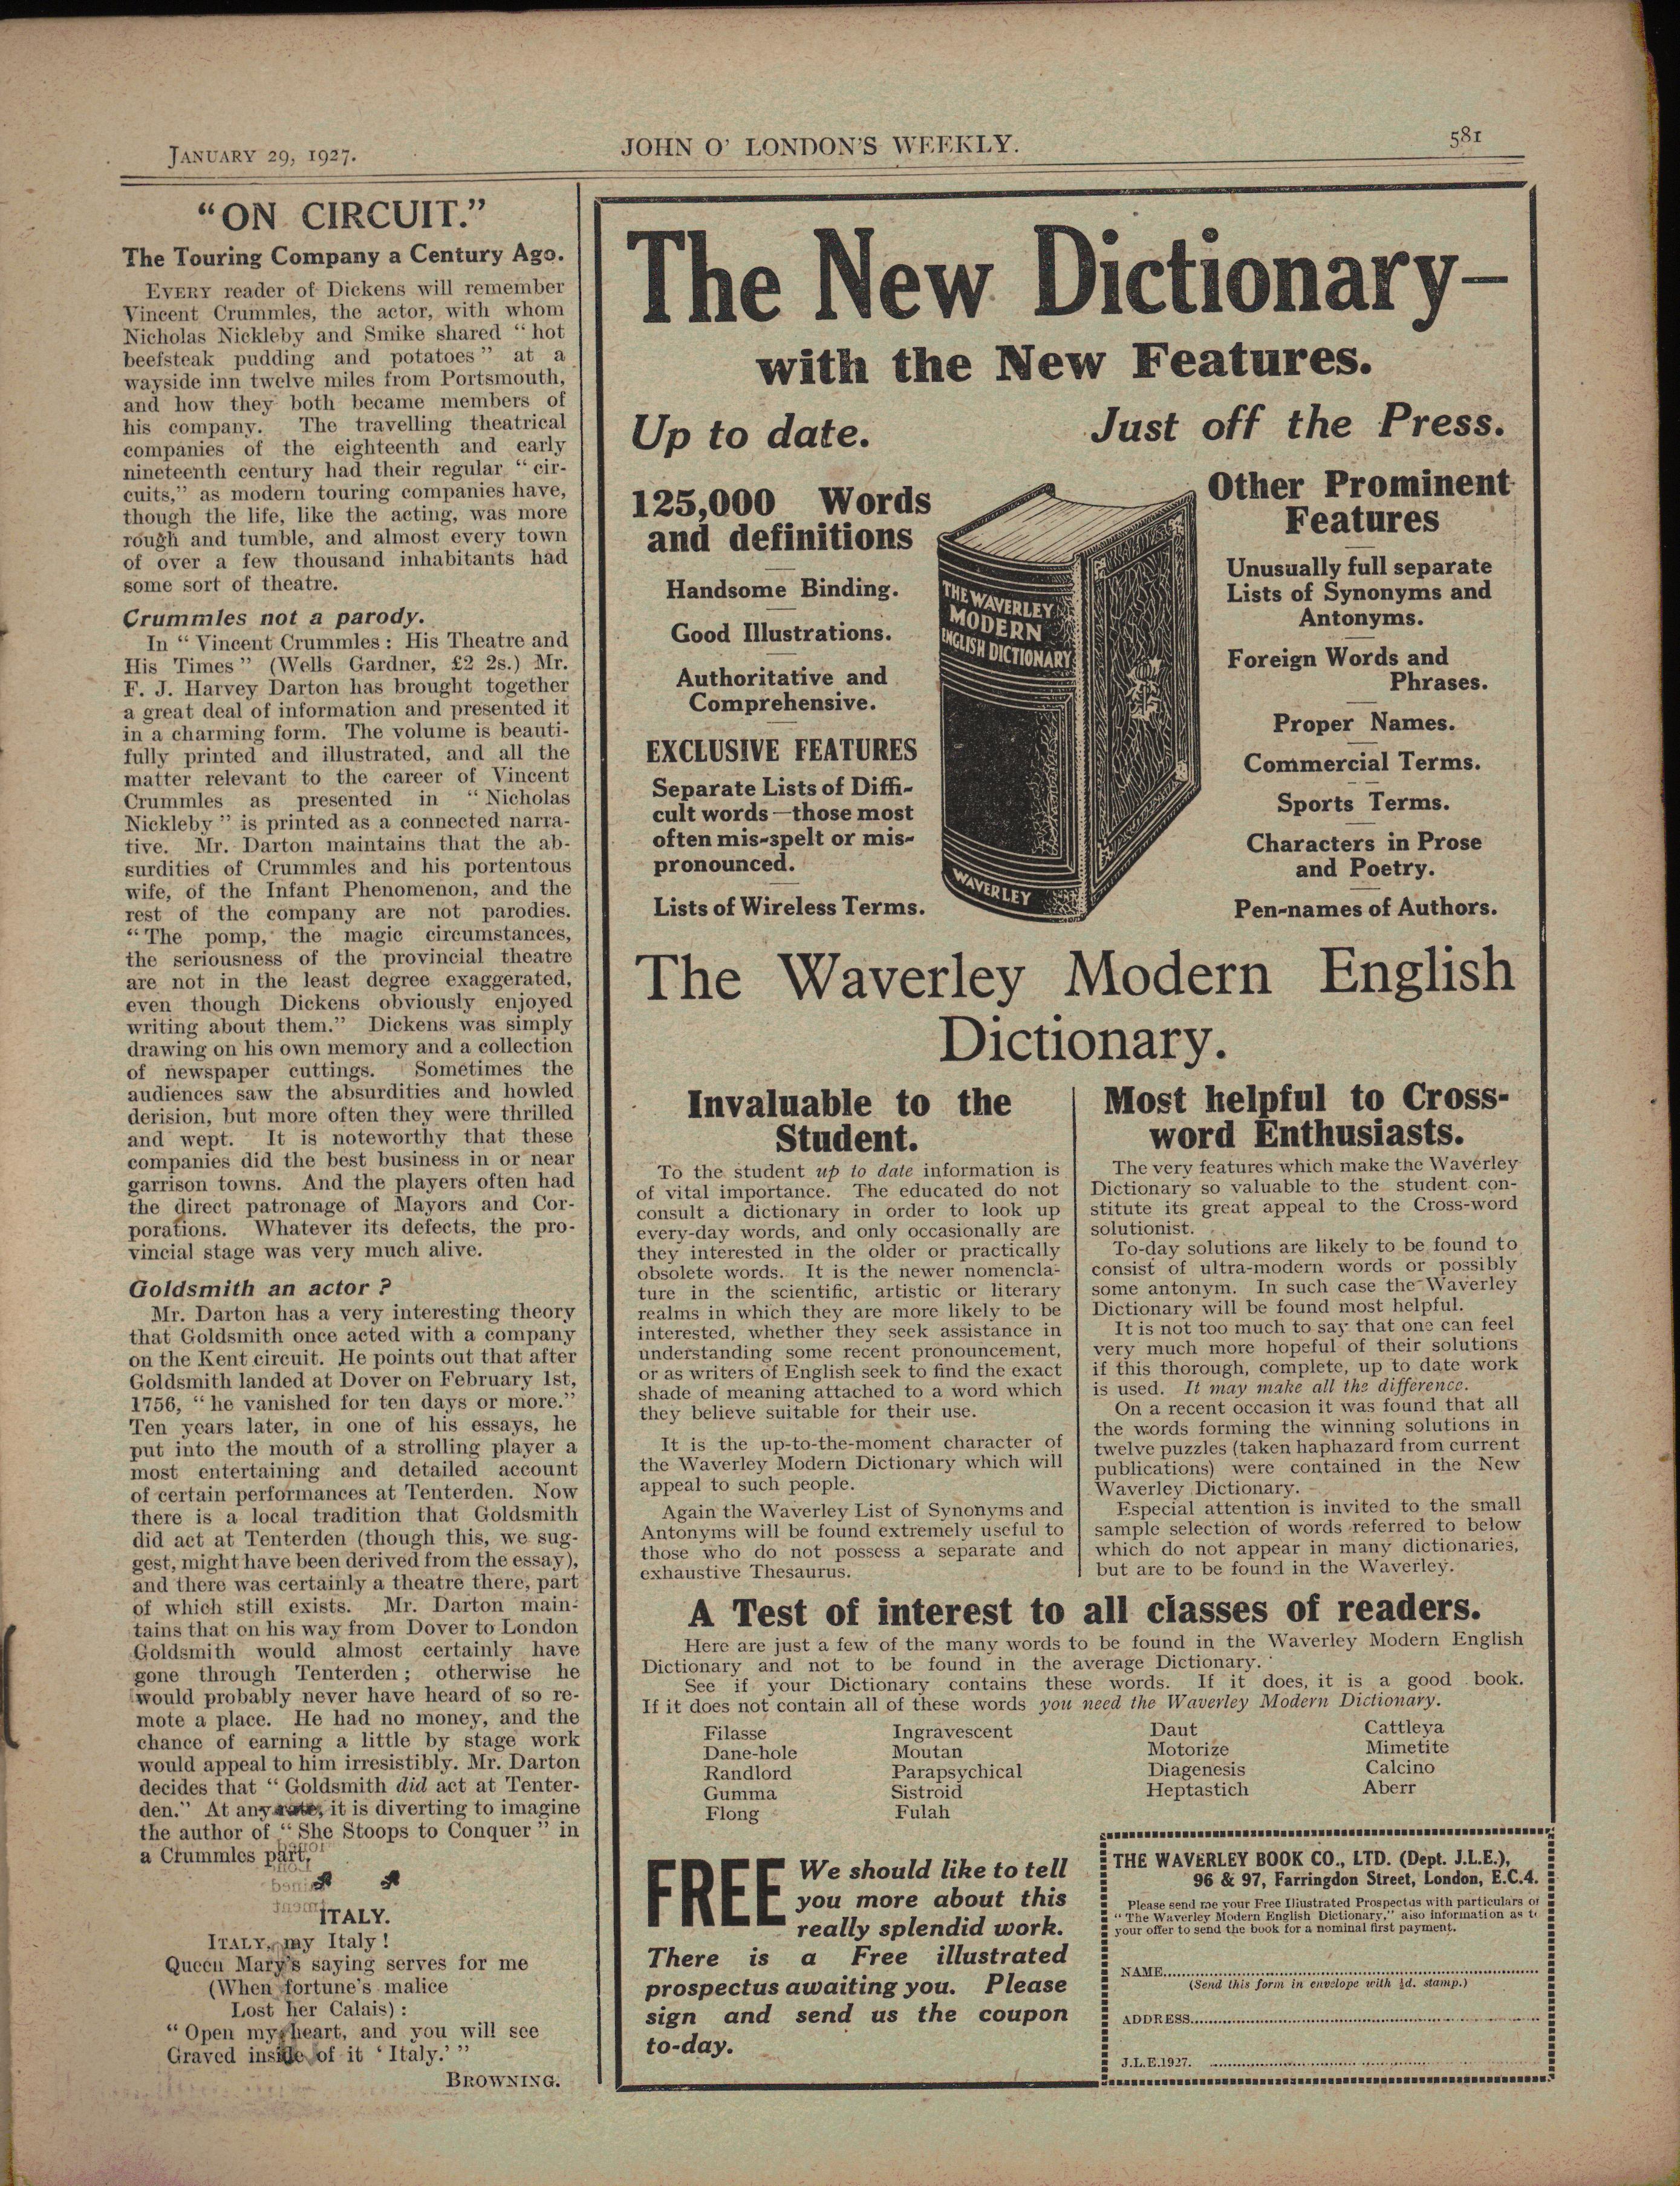 JANUARY 29, 1927.
JOHN O' LONDON'S WEEKLY.
581
"ON CIRCUIT."
The Touring Company a Century Ago.
EVERY reader of Dickens will remember
Vincent Crummles, the actor, with whom
Nicholas Nickleby and Smike shared "hot
beefsteak pudding and potatoes" at a
wayside inn twelve miles from Portsmouth,
and how they both became members of
his company. The travelling theatrical
companies of the eighteenth and early
nineteenth century had their regular "cir-
cuits," as modern touring companies have,
though the life, like the acting, was more
rough and tumble, and almost every town
of over a few thousand inhabitants had
some sort of theatre.
Crummles not a parody.
In "Vincent Crummles: His Theatre and
His Times" (Wells Gardner, £2 2s.) Mr.
F. J. Harvey Darton has brought together
a great deal of information and presented it
in a charming form. The volume is beauti-
fully printed and illustrated, and all the
matter relevant to the career of Vincent
Crummles as presented in "Nicholas
Nickleby" is printed as a connected narra-
tive. Mr. Darton maintains that the ab-
surdities of Crummles and his portentous
wife, of the Infant Phenomenon, and the
rest of the company are not parodies.
"The pomp, the magic circumstances,
the seriousness of the provincial theatre
are not in the least degree exaggerated,
even though Dickens obviously enjoyed
writing about them." Dickens was simply
drawing on his own memory and a collection
of newspaper cuttings. Sometimes the
audiences saw the absurdities and howled
derision, but more often they were thrilled
and wept. It is noteworthy that these
companies did the best business in or near
garrison towns. And the players often had
the direct patronage of Mayors and Cor-
porations. Whatever its defects, the pro-
vincial stage was very much alive.
Goldsmith an actor?
Mr. Darton has a very interesting theory
that Goldsmith once acted with a company
on the Kent circuit. He points out that after
Goldsmith landed at Dover on February 1st,
1756, "he vanished for ten days or more."
Ten years later, in one of his essays, he
put into the mouth of a strolling player a
most entertaining and detailed account
of certain performances at Tenterden. Now
there is a local tradition that Goldsmith
did act at Tenterden (though this, we sug-
gest, might have been derived from the essay),
and there was certainly a theatre there, part
of which still exists. Mr. Darton main-
tains that on his way from Dover to London
Goldsmith would almost certainly have
gone through Tenterden; otherwise he
would probably never have heard of so re-
mote a place. He had no money, and the
chance of earning a little by stage work
would appeal to him irresistibly. Mr. Darton
decides that "Goldsmith did act at Tenter-
den." At any rate, it is diverting to imagine
the author of "She Stoops to Conquer" in
a Crummles part.
ITALY.
ITALY, my Italy!
Queen Mary's saying serves for me
(When fortune's malice
Lost her Calais):
"Open my heart, and you will see
Graved inside of it 'Italy.'"
BROWNING.
The New Dictionary—
with the New Features.
Up to date.
Just off the Press.
125,000 Words
and definitions
Handsome Binding.
Good Illustrations.
Authoritative and
Comprehensive.
EXCLUSIVE FEATURES
Separate Lists of Diffi-
cult words—those most
often mis-spelt or mis-
pronounced.
Lists of Wireless Terms.
THE WAVERLEY
MODERN
ENGLISH DICTIONARY
WAVERLEY
Other Prominent
Features
Unusually full separate
Lists of Synonyms and
Antonyms.
Foreign Words and
Phrases.
Proper Names.
Commercial Terms.
Sports Terms.
Characters in Prose
and Poetry.
Pen-names of Authors.
The Waverley Modern English
Dictionary.
Invaluable to the
Student.
To the student up to date information is
of vital importance. The educated do not
consult a dictionary in order to look up
every-day words, and only occasionally are
they interested in the older or practically
obsolete words. It is the newer nomencla-
ture in the scientific, artistic or literary
realms in which they are more likely to be
interested, whether they seek assistance in
understanding some recent pronouncement,
or as writers of English seek to find the exact
shade of meaning attached to a word which
they believe suitable for their use.
It is the up-to-the-moment character of
the Waverley Modern Dictionary which will
appeal to such people.
Again the Waverley List of Synonyms and
Antonyms will be found extremely useful to
those who do not possess a separate and
exhaustive Thesaurus.
Most helpful to Cross-
word Enthusiasts.
The very features which make the Waverley
Dictionary so valuable to the student con-
stitute its great appeal to the Cross-word
solutionist.
To-day solutions are likely to be found to
consist of ultra-modern words or possibly
some antonym. In such case the Waverley
Dictionary will be found most helpful.
It is not too much to say that one can feel
very much more hopeful of their solutions
if this thorough, complete, up to date work
is used. It may make all the difference.
On a recent occasion it was found that all
the words forming the winning solutions in
twelve puzzles (taken haphazard from current
publications) were contained in the New
Waverley Dictionary.
Especial attention is invited to the small
sample selection of words referred to below
which do not appear in many dictionaries,
but are to be found in the Waverley.
A Test of interest to all classes of readers.
Here are just a few of the many words to be found in the Waverley Modern English
Dictionary and not to be found in the average Dictionary.
See if your Dictionary contains these words. If it does, it is a good book.
If it does not contain all of these words you need the Waverley Modern Dictionary.
Filasse Ingravescent Daut Cattleya
Dane-hole Moutan Motorize Mimetite
Randlord Parapsychical Diagenesis Calcino
Gumma Sistroid Heptastich Aberr
Flong Fulah
FREE We should like to tell
you more about this
really splendid work.
There is a Free illustrated
prospectus awaiting you. Please
sign and send us the coupon
to-day.
THE WAVERLEY BOOK CO., LTD. (Dept. J.L.E.),
96 & 97, Farringdon Street, London, E.C.4.
Please send me your Free Illustrated Prospectus with particulars of
"The Waverley Modern English Dictionary," also information as to
your offer to send the book for a nominal first payment.
NAME
(Send this form in envelope with ½d. stamp.)
ADDRESS
J.L.E.1927.